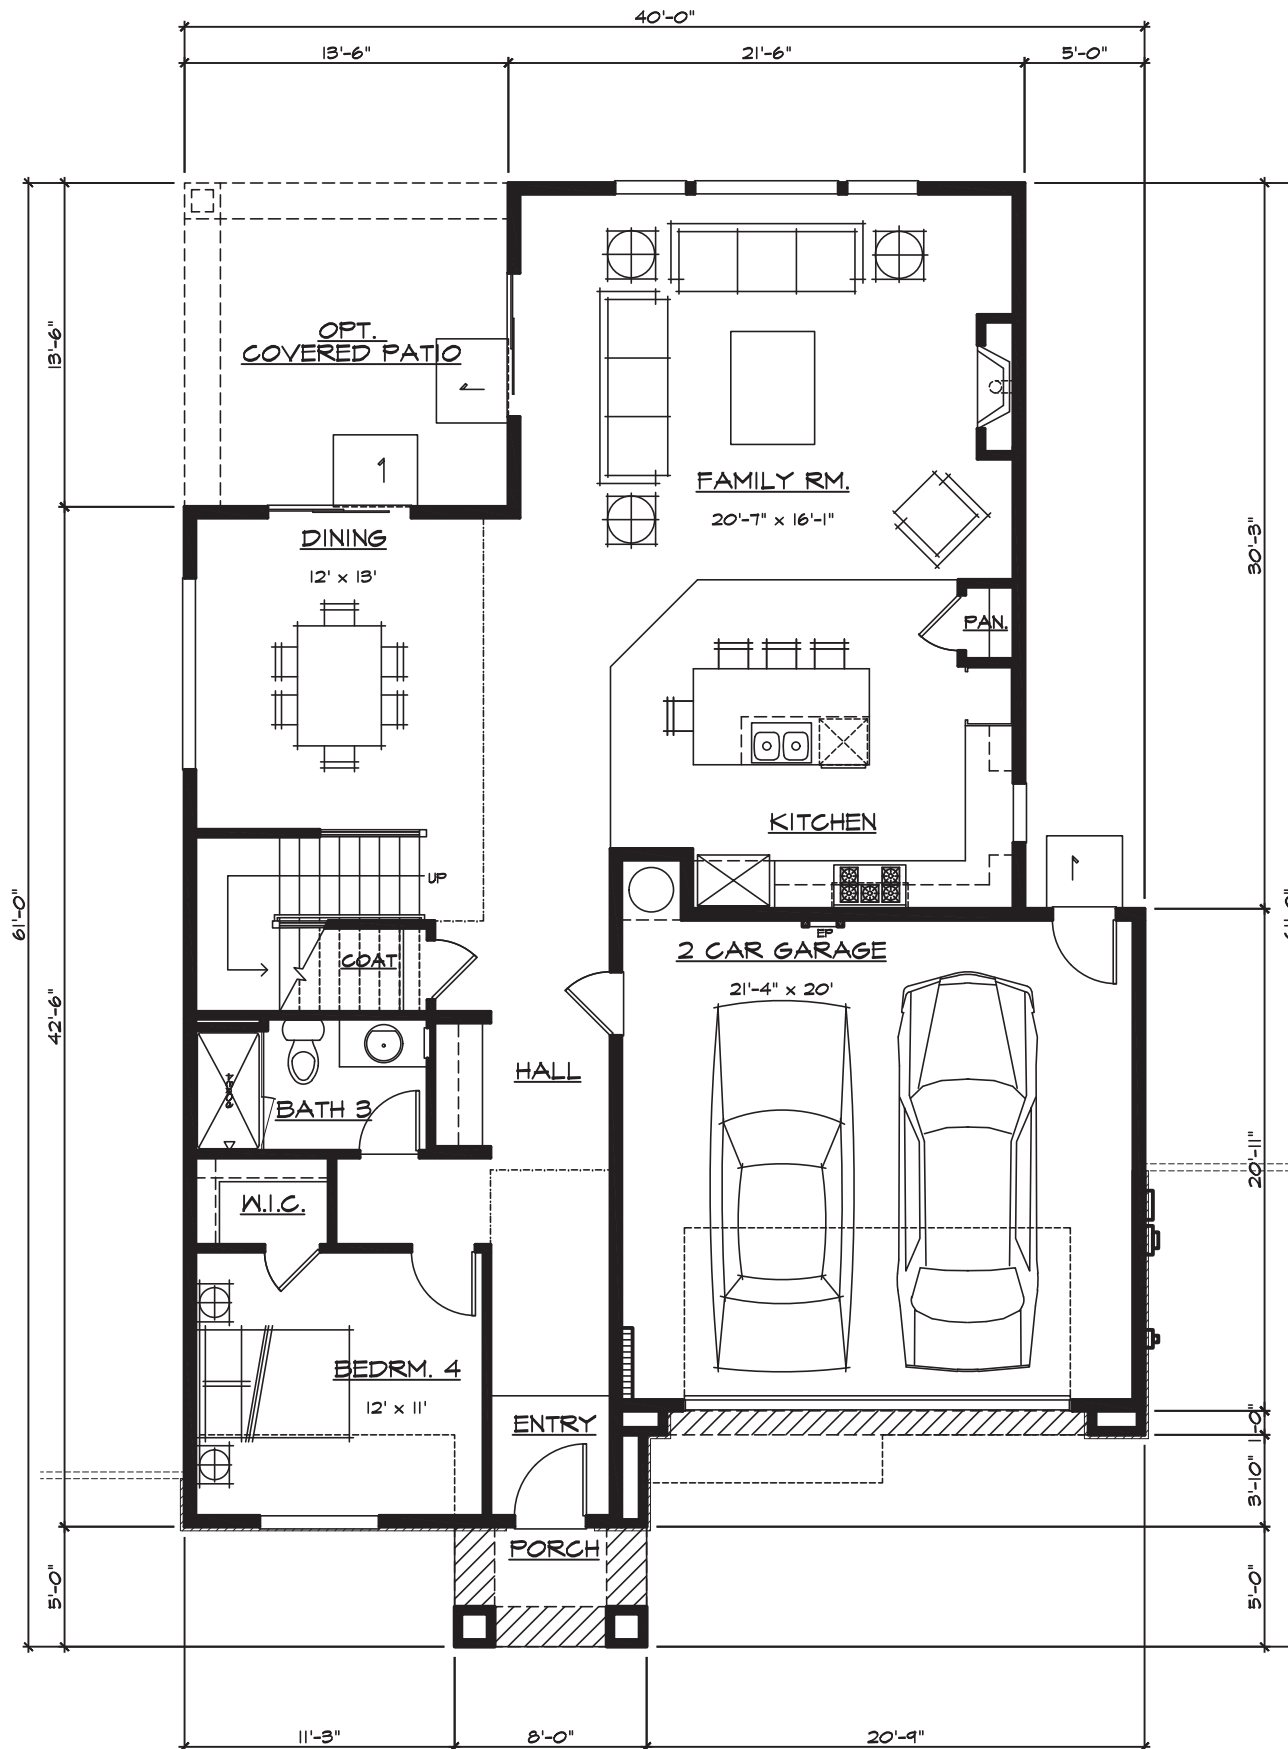 40'-0"
13'-6"
21'-6"
5'-0"
OPT.
COVERED PATIO
13'-6"
FAMILY RM.
20'-7" x 16'-1"
30'-3"
DINING
12' x 13'
PAN.
KITCHEN
UP
61'-0"
EP
2 CAR GARAGE
21'-4" x 20'
COAT
42'-6"
HALL
BATH 3
20'-11"
W.I.C.
BEDRM. 4
12' x 11'
ENTRY
1'-0"
3'-10"
PORCH
5'-0"
5'-0"
11'-3"
8'-0"
20'-9"